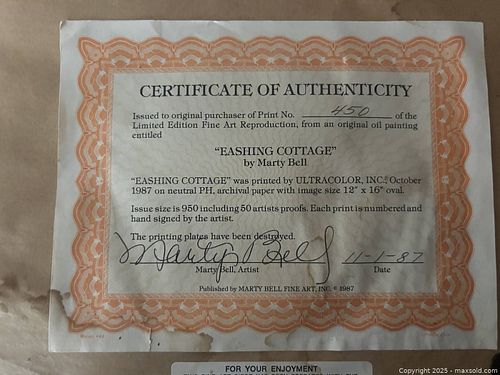 CERTIFICATE OF AUTHENTICITY
Issued to original purchaser of Print No. 450 of the
Limited Edition Fine Art Reproduction, from an original oil painting
entitled
"EASHING COTTAGE"
by Marty Bell
"EASHING COTTAGE" was printed by ULTRACOLOR, INC., October
1987 on neutral PH, archival paper with image size 12" x 16" oval.
Issue size is 950 including 50 artists proofs. Each print is numbered and
hand signed by the artist.
The printing plates have been destroyed.
Marty Bell 11-1-87
Marty Bell, Artist Date
Published by MARTY BELL FINE ART, INC. © 1987
FOR YOUR ENJOYMENT
Copyright 2025 - maxsold.com